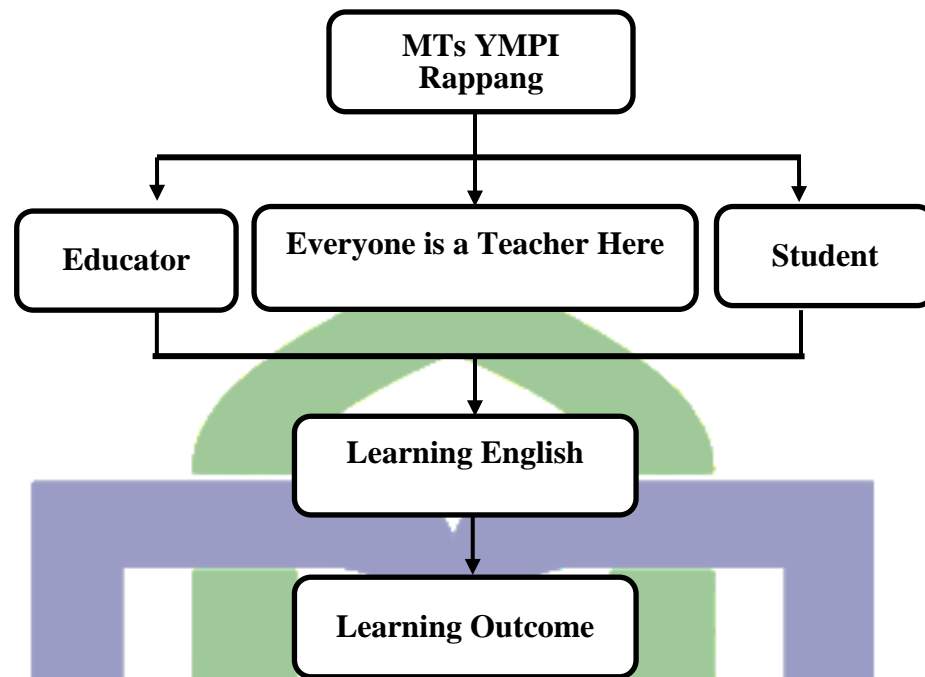 MTs YMPI
Rappang
Educator
Everyone is a Teacher Here
Student
Learning English
Learning Outcome